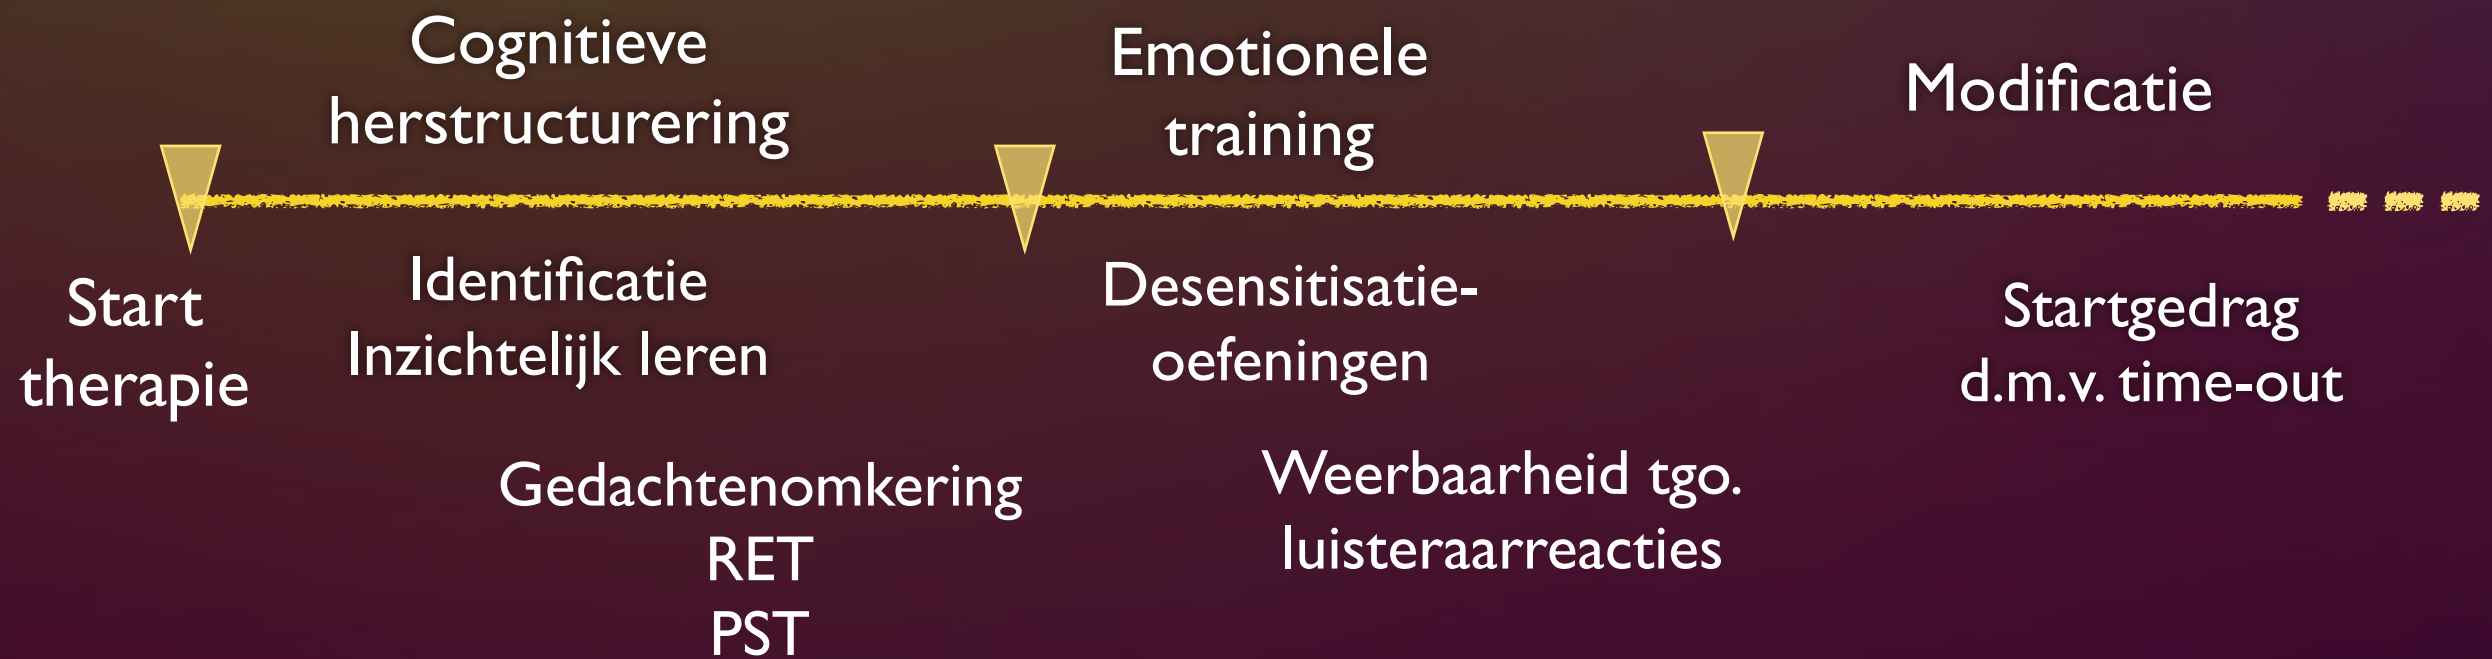 Cognitieve
herstructurering
Emotionele
training
Modificatie
Start
therapie
Identificatie
Inzichtelijk leren
Gedachtenomkering
RET
PST
Desensitisatie-
oefeningen
Weerbaarheid tgo.
luisteraarreacties
Startgedrag
d.m.v. time-out